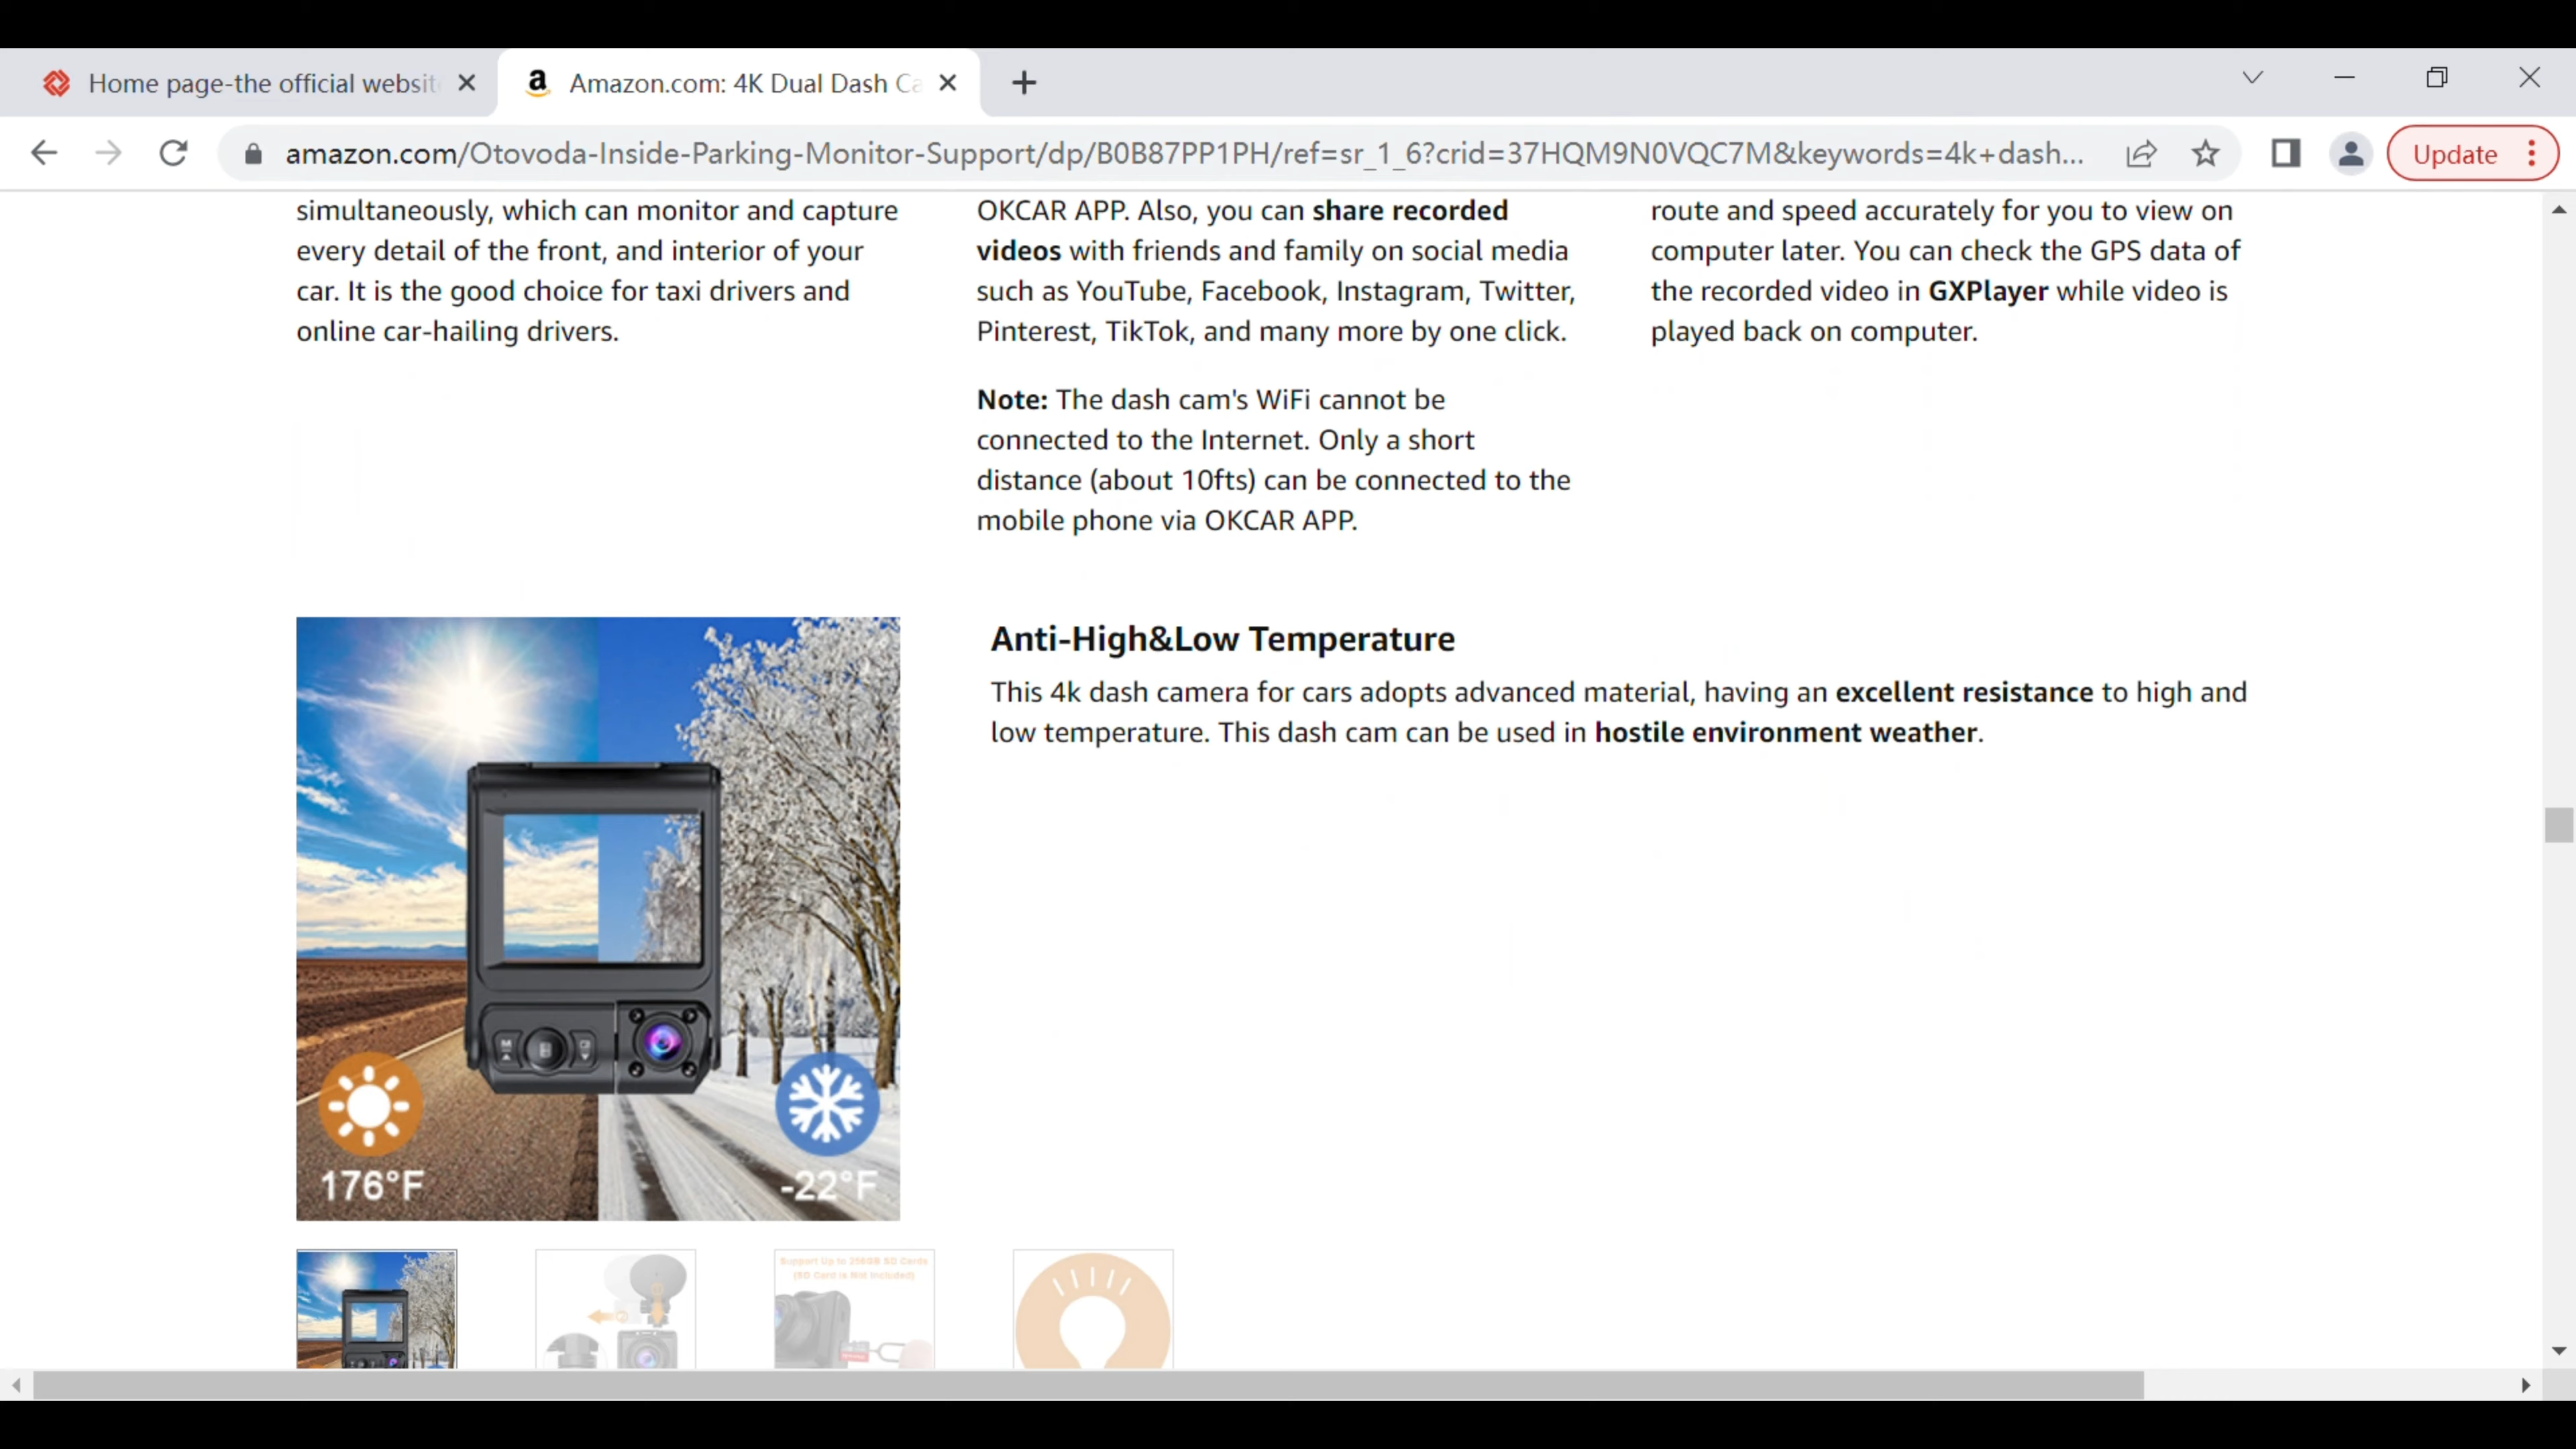 Home page-the official website
Amazon.com: 4K Dual Dash Ca
amazon.com/Otovoda-Inside-Parking-Monitor-Support/dp/B0B87PP1PH/ref=sr_1_6?crid=37HQM9N0VQC7M&keywords=4k+dash...
Update
simultaneously, which can monitor and capture
every detail of the front, and interior of your
car. It is the good choice for taxi drivers and
online car-hailing drivers.
OKCAR APP. Also, you can share recorded
videos with friends and family on social media
such as YouTube, Facebook, Instagram, Twitter,
Pinterest, TikTok, and many more by one click.
Note: The dash cam's WiFi cannot be
connected to the Internet. Only a short
distance (about 10fts) can be connected to the
mobile phone via OKCAR APP.
route and speed accurately for you to view on
computer later. You can check the GPS data of
the recorded video in GXPlayer while video is
played back on computer.
Anti-High&Low Temperature
This 4k dash camera for cars adopts advanced material, having an excellent resistance to high and
low temperature. This dash cam can be used in hostile environment weather.
M
B
176°F
-22°F
Support Up to 256GB SD Cards
(SD Card is Not Included)